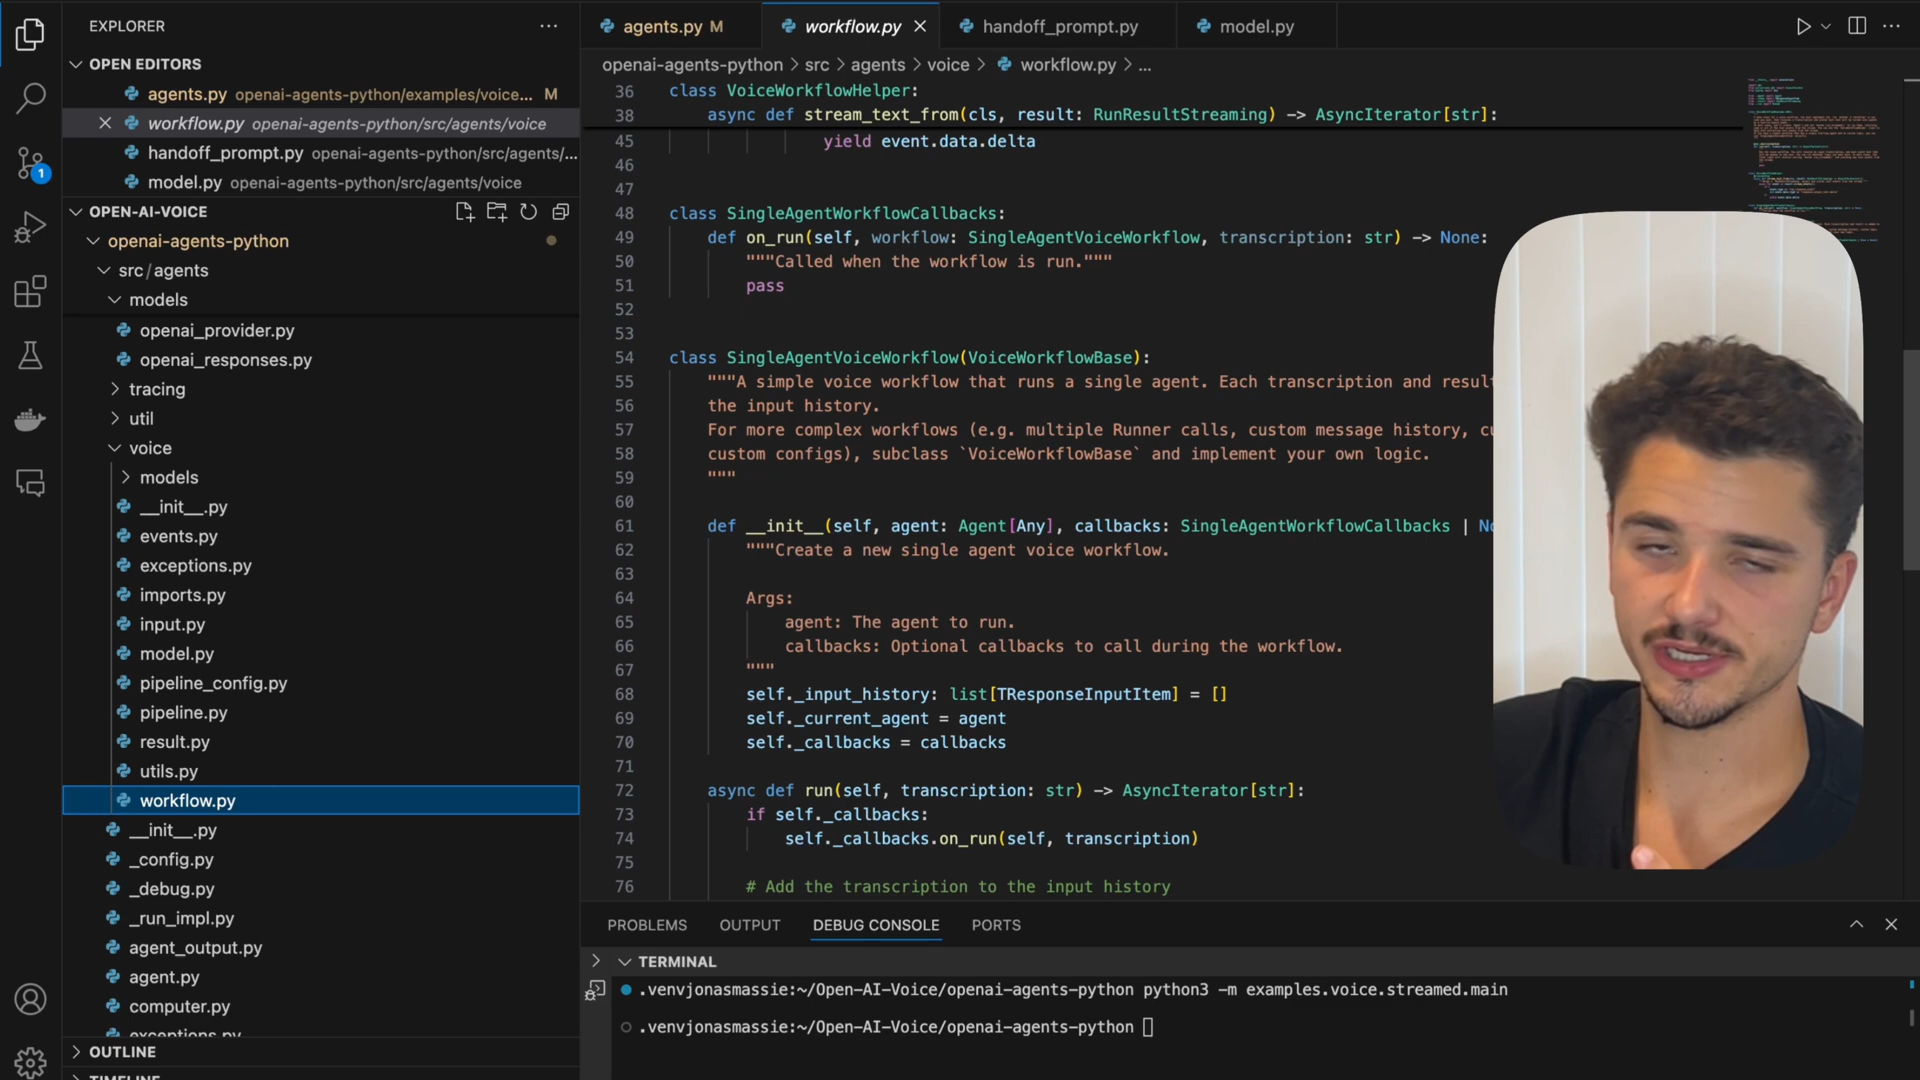 EXPLORER
OPEN EDITORS
agents.py openai-agents-python/examples/voice... M
workflow.py openai-agents-python/src/agents/voice
handoff_prompt.py openai-agents-python/src/agents/...
model.py openai-agents-python/src/agents/voice
OPEN-AI-VOICE
openai-agents-python
src/agents
models
openai_provider.py
openai_responses.py
tracing
util
voice
models
__init__.py
events.py
exceptions.py
imports.py
input.py
model.py
pipeline_config.py
pipeline.py
result.py
utils.py
workflow.py
__init__.py
_config.py
_debug.py
_run_impl.py
agent_output.py
agent.py
computer.py
exceptions.py
OUTLINE
TIMELINE
1
agents.py M
workflow.py
handoff_prompt.py
model.py
openai-agents-python > src > agents > voice > workflow.py > ...
36 class VoiceWorkflowHelper:
38 async def stream_text_from(cls, result: RunResultStreaming) -> AsyncIterator[str]:
45 yield event.data.delta
46
47
48 class SingleAgentWorkflowCallbacks:
49 def on_run(self, workflow: SingleAgentVoiceWorkflow, transcription: str) -> None:
50 """Called when the workflow is run."""
51 pass
52
53
54 class SingleAgentVoiceWorkflow(VoiceWorkflowBase):
55 """A simple voice workflow that runs a single agent. Each transcription and result
56 the input history.
57 For more complex workflows (e.g. multiple Runner calls, custom message history, cu
58 custom configs), subclass `VoiceWorkflowBase` and implement your own logic.
59 """
60
61 def __init__(self, agent: Agent[Any], callbacks: SingleAgentWorkflowCallbacks | No
62 """Create a new single agent voice workflow.
63
64 Args:
65 agent: The agent to run.
66 callbacks: Optional callbacks to call during the workflow.
67 """
68 self._input_history: list[TResponseInputItem] = []
69 self._current_agent = agent
70 self._callbacks = callbacks
71
72 async def run(self, transcription: str) -> AsyncIterator[str]:
73 if self._callbacks:
74 self._callbacks.on_run(self, transcription)
75
76 # Add the transcription to the input history
PROBLEMS OUTPUT DEBUG CONSOLE PORTS
TERMINAL
.venvjonasmassie:~/Open-AI-Voice/openai-agents-python python3 -m examples.voice.streamed.main
.venvjonasmassie:~/Open-AI-Voice/openai-agents-python